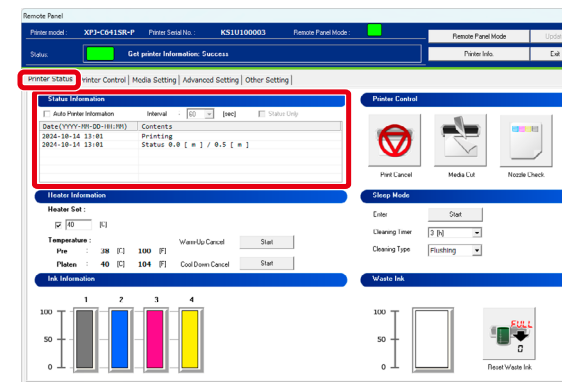 Remote Panel
Printer model : XPJ-C641SR-P Printer Serial No. : KS1U100003 Remote Panel Mode :
Remote Panel Mode
Status: Get printer Information: Success
Printer Info. Exit
Printer Status Printer Control Media Setting Advanced Setting Other Setting
Status Information
Auto Printer Information Interval : 60 [sec] Status Only
Date(YYYY-MM-DD-HH:MM) Contents
2024-10-14 13:01 Printing
2024-10-14 13:01 Status 0.0 [ m ] / 0.5 [ m ]
Printer Control
Print Cancel Media Cut Nozzle Check
Heater Information
Heater Set :
40 [C]
Temperature :
Pre : 38 [C] 100 [F]
Platen : 40 [C] 104 [F]
Warm-Up Cancel Start
Cool Down Cancel Start
Sleep Mode
Enter Start
Cleaning Timer 3 [h]
Cleaning Type Flushing
Ink Information
1 2 3 4
100
50
0
Waste Ink
100
50
0
FULL
0
Reset Waste Ink